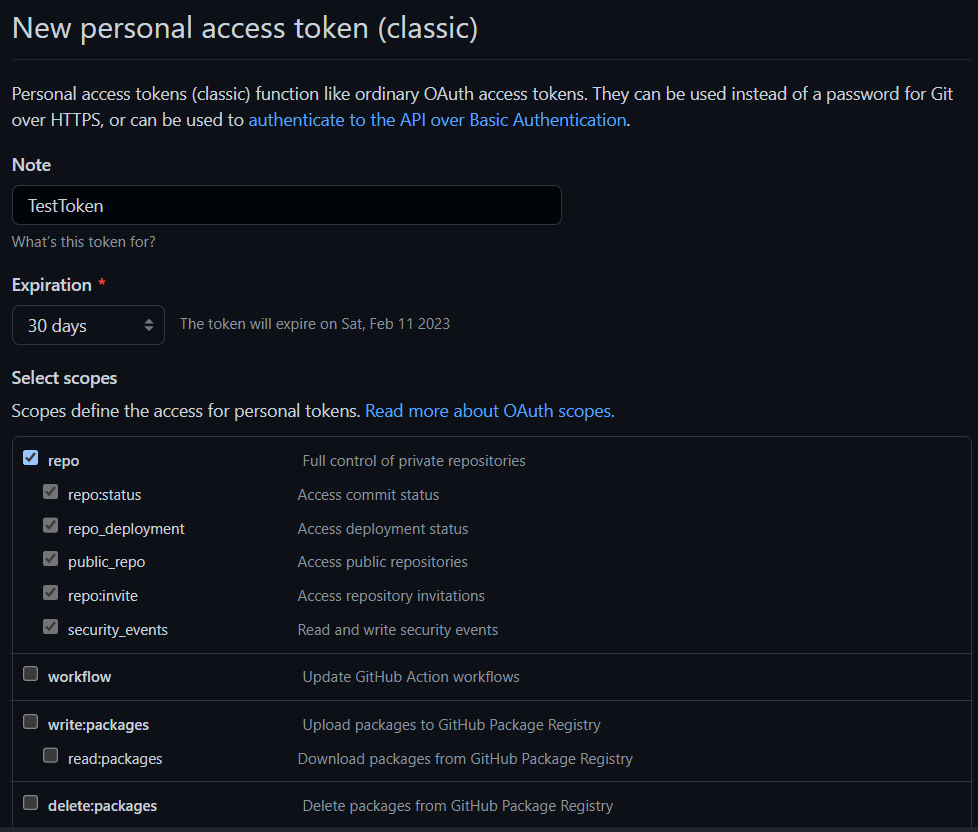 New personal access token (classic)
Personal access tokens (classic) function like ordinary OAuth access tokens. They can be used instead of a password for Git
over HTTPS, or can be used to authenticate to the API over Basic Authentication.
Note
TestToken
What's this token for?
Expiration *
30 days The token will expire on Sat, Feb 11 2023
Select scopes
Scopes define the access for personal tokens. Read more about OAuth scopes.
repo Full control of private repositories
repo:status Access commit status
repo_deployment Access deployment status
public_repo Access public repositories
repo:invite Access repository invitations
security_events Read and write security events
workflow Update GitHub Action workflows
write:packages Upload packages to GitHub Package Registry
read:packages Download packages from GitHub Package Registry
delete:packages Delete packages from GitHub Package Registry